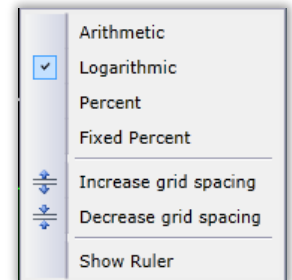 Arithmetic
Logarithmic
Percent
Fixed Percent
Increase grid spacing
Decrease grid spacing
Show Ruler